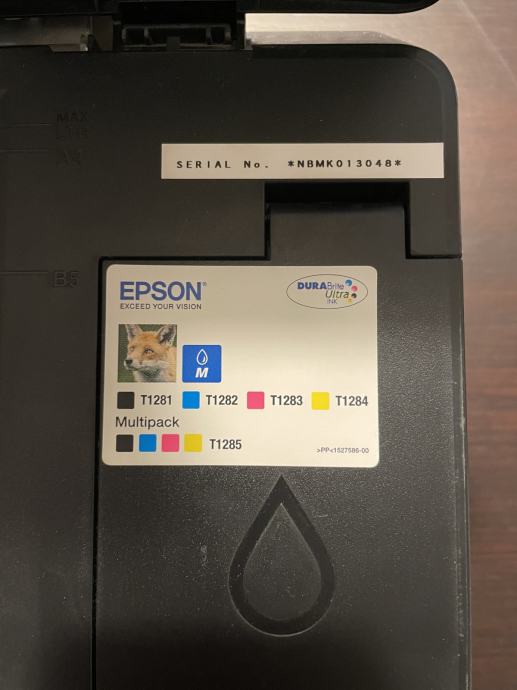 MAX
A4
SERIAL No. *NBMK013048*
B5
EPSON®
EXCEED YOUR VISION
DURABrite
Ultra
INK
M
T1281 T1282 T1283 T1284
Multipack
T1285
>PP<1527586-00